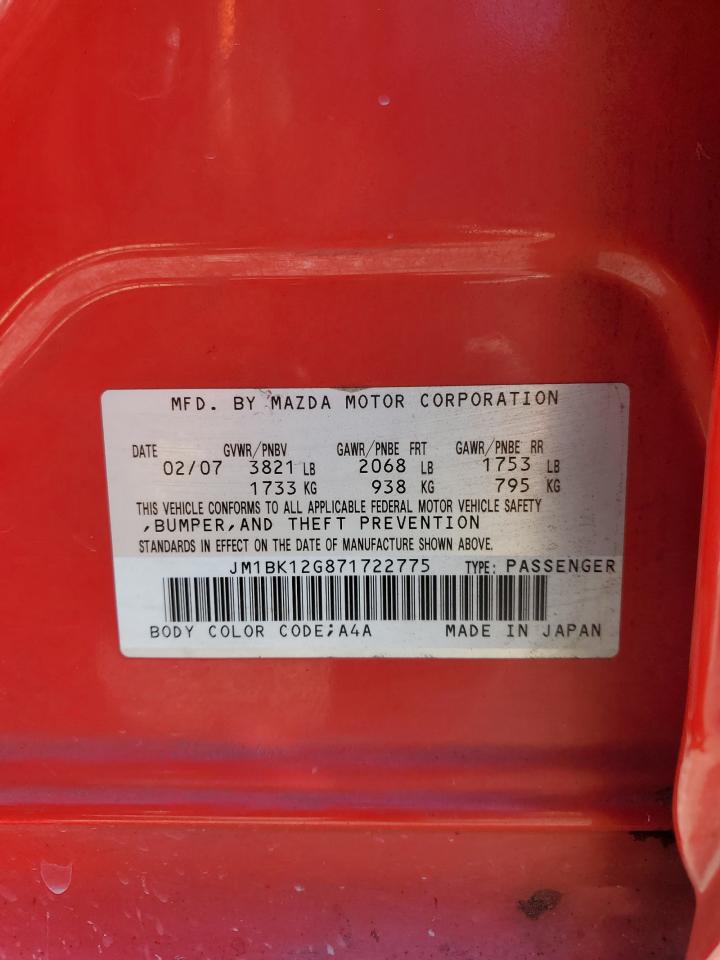 MFD. BY MAZDA MOTOR CORPORATION
DATE GVWR/PNBV GAWR/PNBE FRT GAWR/PNBE RR
02/07 3821 LB 2068 LB 1753 LB
1733 KG 938 KG 795 KG
THIS VEHICLE CONFORMS TO ALL APPLICABLE FEDERAL MOTOR VEHICLE SAFETY
,BUMPER,AND THEFT PREVENTION
STANDARDS IN EFFECT ON THE DATE OF MANUFACTURE SHOWN ABOVE.
JM1BK12G871722775 TYPE: PASSENGER
BODY COLOR CODE;A4A MADE IN JAPAN